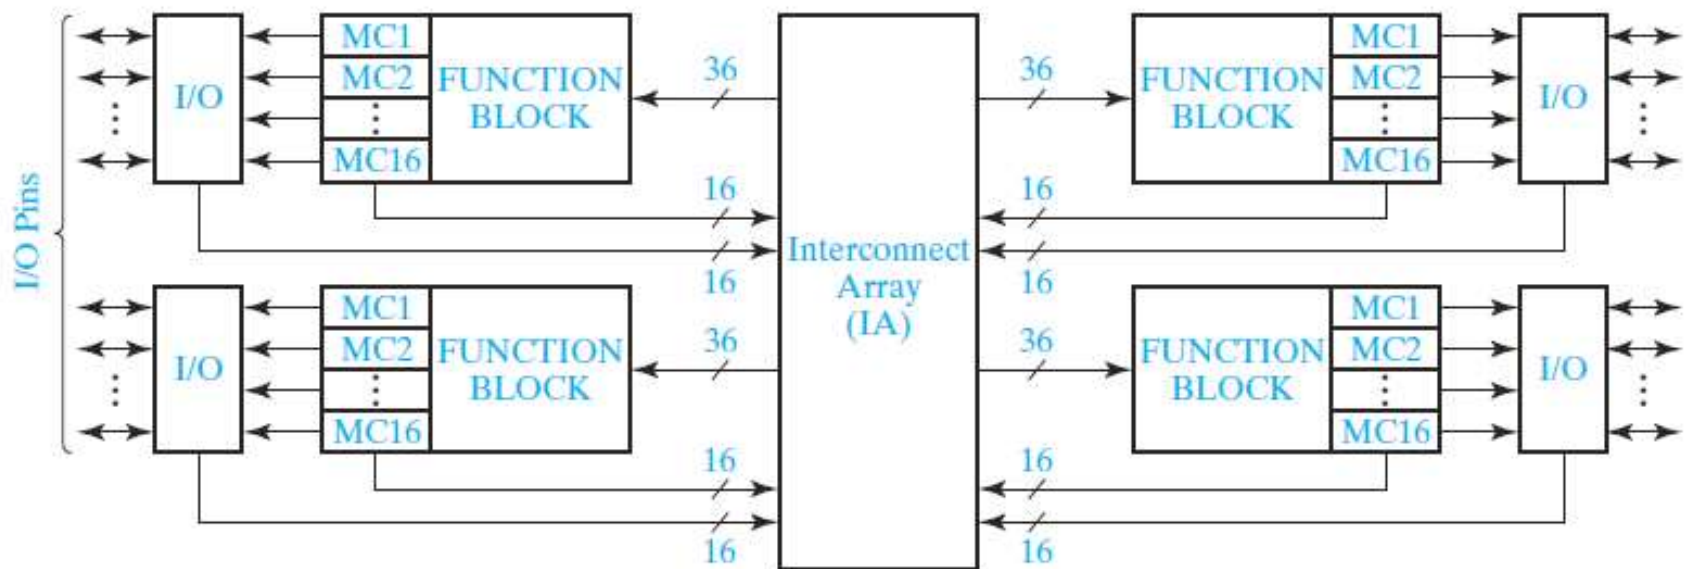 I/O Pins
I/O
MC1
MC2
MC16
FUNCTION
BLOCK
36
16
16
Interconnect
Array
(IA)
36
16
16
FUNCTION
BLOCK
MC1
MC2
MC16
I/O
I/O
MC1
MC2
MC16
FUNCTION
BLOCK
36
16
16
36
16
16
FUNCTION
BLOCK
MC1
MC2
MC16
I/O